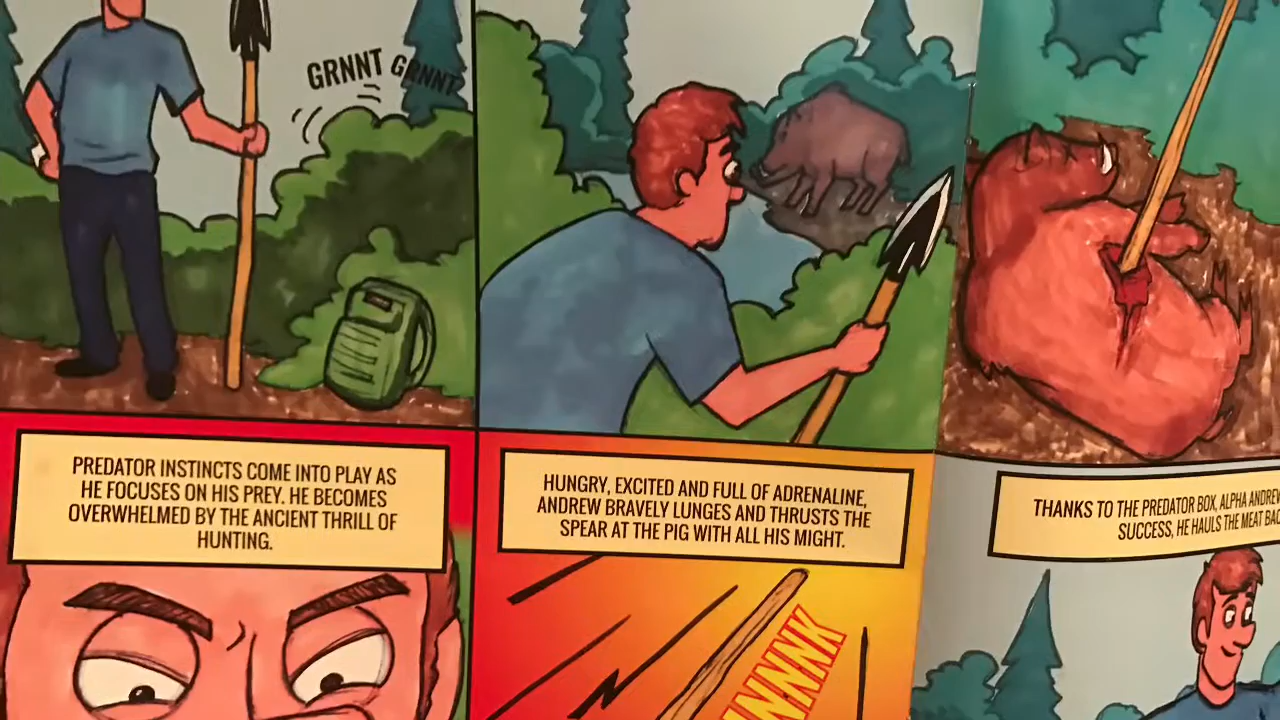 GRNNT GRNNT
PREDATOR INSTINCTS COME INTO PLAY AS
HE FOCUSES ON HIS PREY. HE BECOMES
OVERWHELMED BY THE ANCIENT THRILL OF
HUNTING.
HUNGRY, EXCITED AND FULL OF ADRENALINE,
ANDREW BRAVELY LUNGES AND THRUSTS THE
SPEAR AT THE PIG WITH ALL HIS MIGHT.
THANKS TO THE PREDATOR BOX, ALPHA ANDREW
SUCCESS, HE HAULS THE MEAT